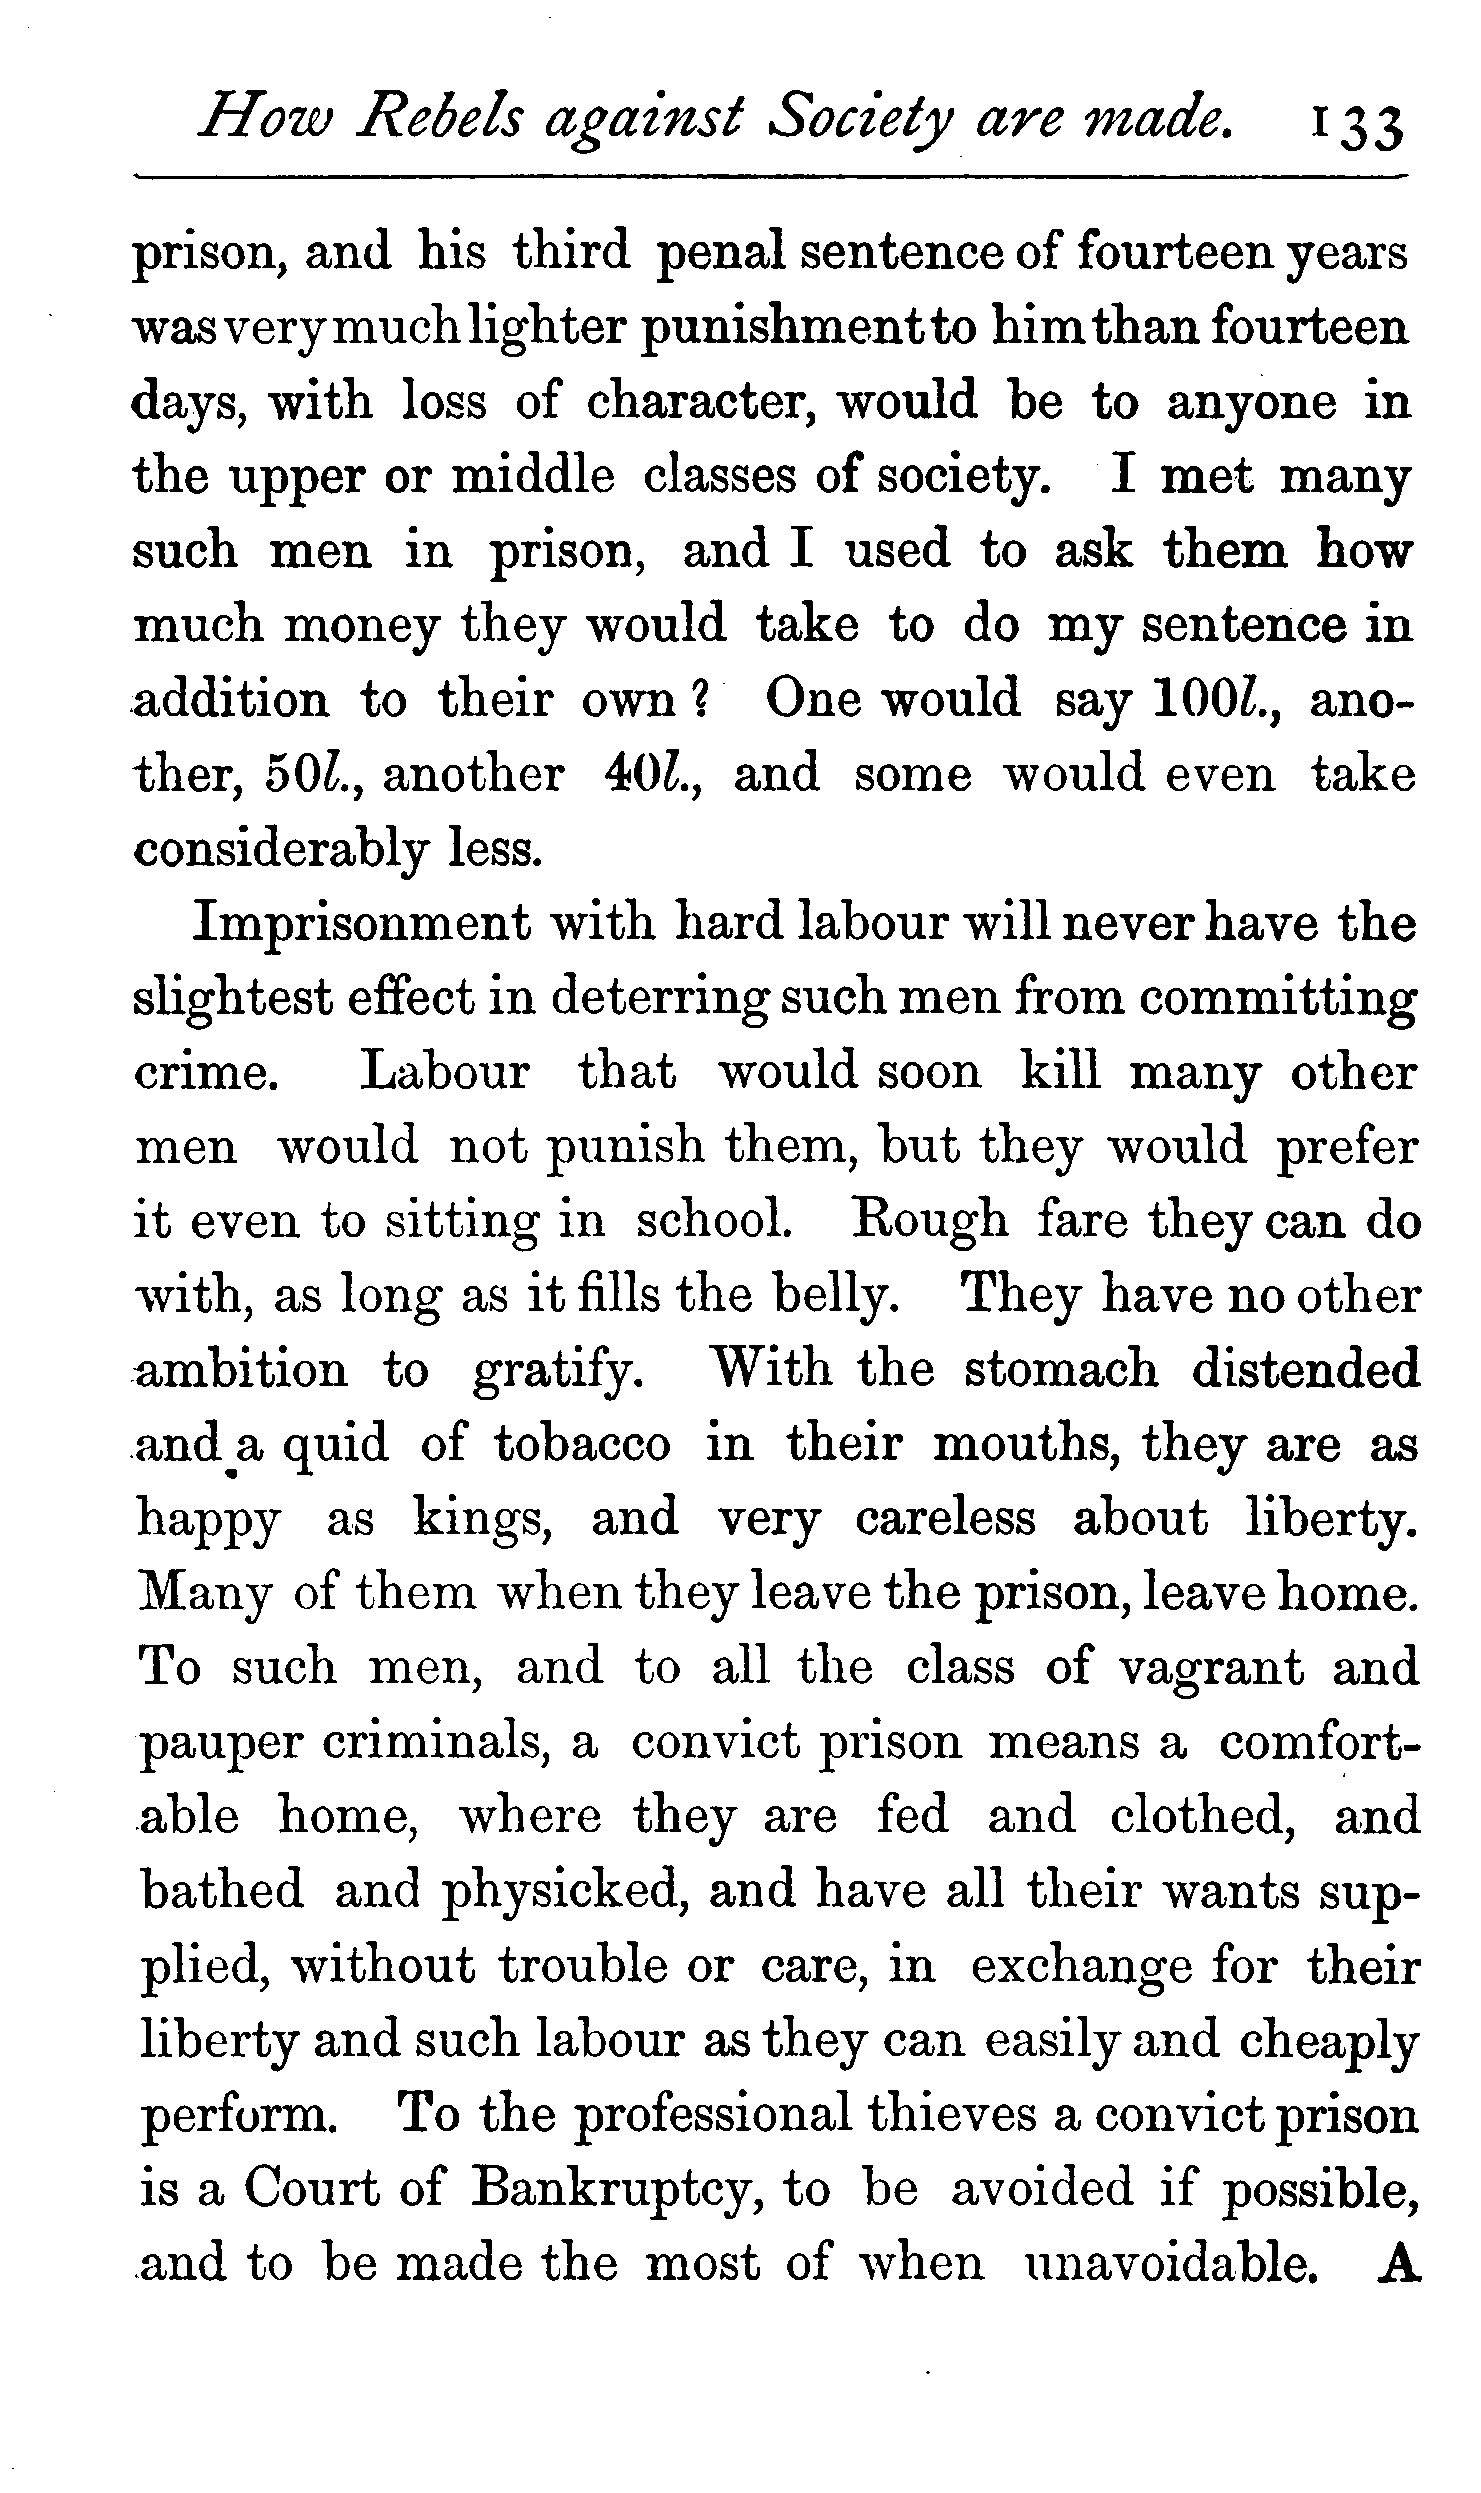 How Rebels against Society are made. 133
prison, and his third penal sentence of fourteen years
was very much lighter punishment to him than fourteen
days, with loss of character, would be to anyone in
the upper or middle classes of society. I met many
such men in prison, and I used to ask them how
much money they would take to do my sentence in
addition to their own ? One would say 100l., ano-
ther, 50l., another 40l., and some would even take
considerably less.
Imprisonment with hard labour will never have the
slightest effect in deterring such men from committing
crime. Labour that would soon kill many other
men would not punish them, but they would prefer
it even to sitting in school. Rough fare they can do
with, as long as it fills the belly. They have no other
ambition to gratify. With the stomach distended
and a quid of tobacco in their mouths, they are as
happy as kings, and very careless about liberty.
Many of them when they leave the prison, leave home.
To such men, and to all the class of vagrant and
pauper criminals, a convict prison means a comfort-
able home, where they are fed and clothed, and
bathed and physicked, and have all their wants sup-
plied, without trouble or care, in exchange for their
liberty and such labour as they can easily and cheaply
perform. To the professional thieves a convict prison
is a Court of Bankruptcy, to be avoided if possible,
and to be made the most of when unavoidable. A